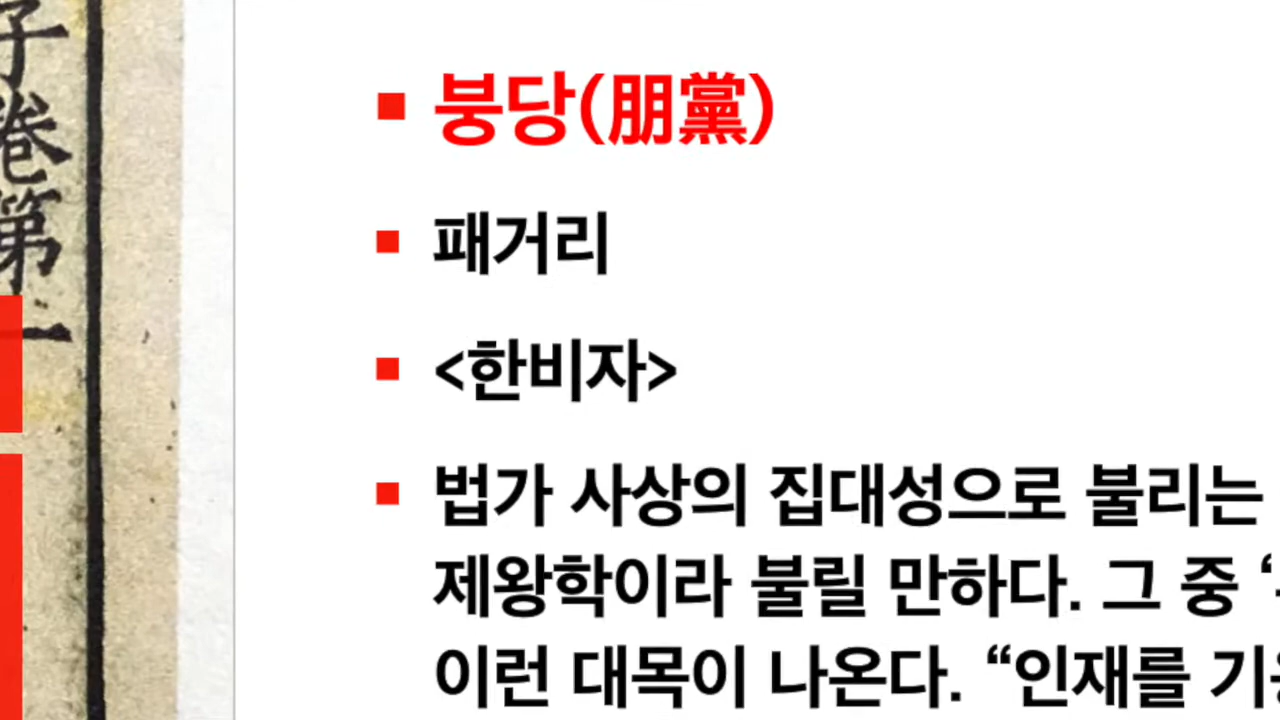 子卷第一
붕당(朋黨)
패거리
<한비자>
법가 사상의 집대성으로 불리는
제왕학이라 불릴 만하다. 그 중 ‘
이런 대목이 나온다. “인재를